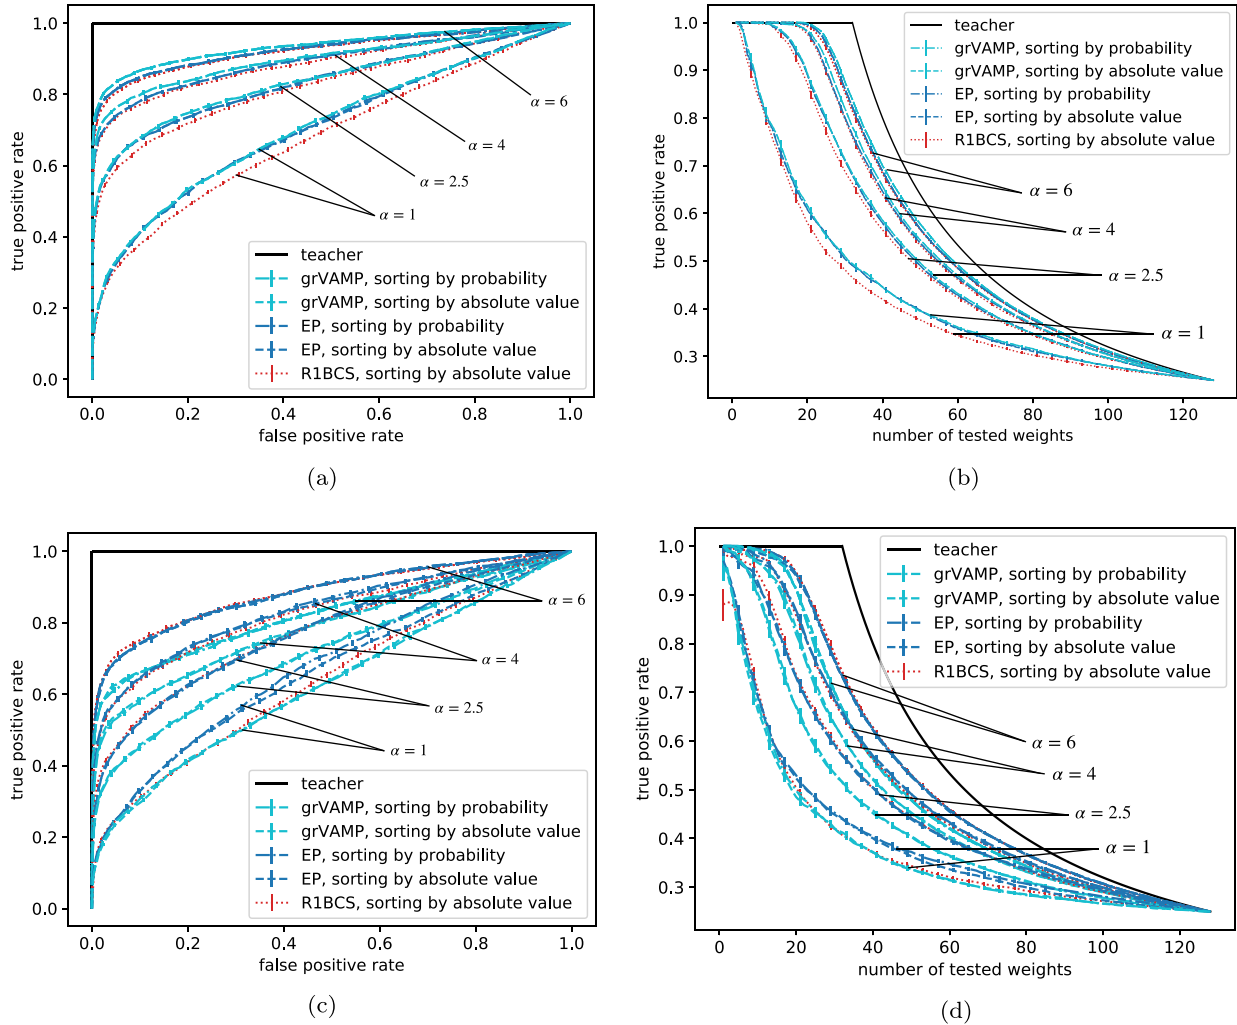 1.0
0.8
0.6
0.4
0.2
0.0
true positive rate
α = 6
α = 4
α = 2.5
α = 1
teacher
grVAMP, sorting by probability
grVAMP, sorting by absolute value
EP, sorting by probability
EP, sorting by absolute value
R1BCS, sorting by absolute value
0.0 0.2 0.4 0.6 0.8 1.0
false positive rate
(a)
1.0
0.9
0.8
0.7
0.6
0.5
0.4
0.3
true positive rate
teacher
grVAMP, sorting by probability
grVAMP, sorting by absolute value
EP, sorting by probability
EP, sorting by absolute value
R1BCS, sorting by absolute value
α = 6
α = 4
α = 2.5
α = 1
0 20 40 60 80 100 120
number of tested weights
(b)
1.0
0.8
0.6
0.4
0.2
0.0
true positive rate
α = 6
α = 4
α = 2.5
α = 1
teacher
grVAMP, sorting by probability
grVAMP, sorting by absolute value
EP, sorting by probability
EP, sorting by absolute value
R1BCS, sorting by absolute value
0.0 0.2 0.4 0.6 0.8 1.0
false positive rate
(c)
1.0
0.9
0.8
0.7
0.6
0.5
0.4
0.3
true positive rate
teacher
grVAMP, sorting by probability
grVAMP, sorting by absolute value
EP, sorting by probability
EP, sorting by absolute value
R1BCS, sorting by absolute value
α = 6
α = 4
α = 2.5
α = 1
0 20 40 60 80 100 120
number of tested weights
(d)